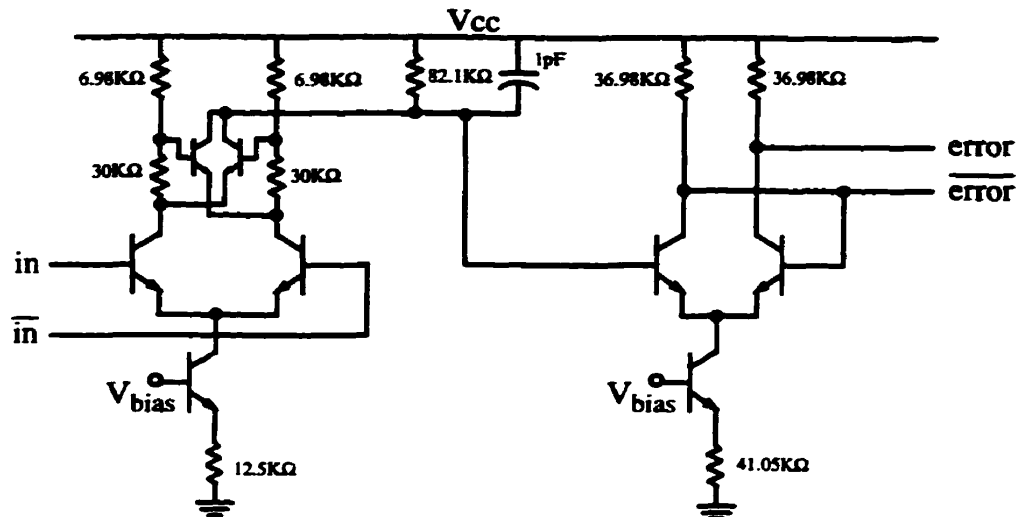 Vcc
6.98KΩ
6.98KΩ
82.1KΩ
1pF
36.98KΩ
36.98KΩ
30KΩ
30KΩ
error
error
in
in
Vbias
Vbias
12.5KΩ
41.05KΩ